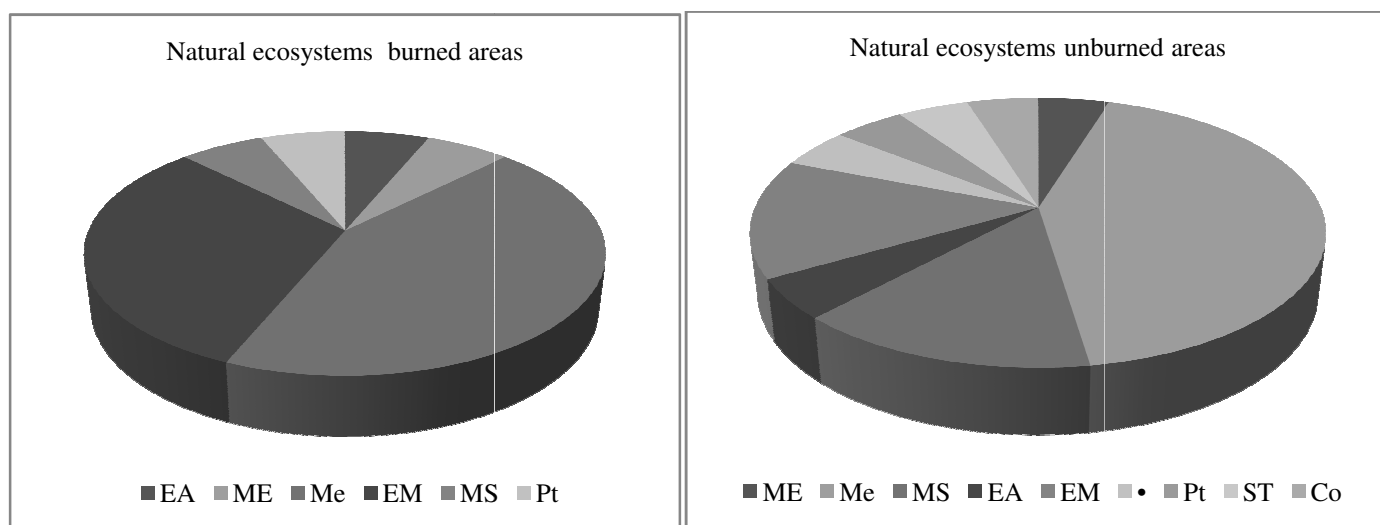 Natural ecosystems burned areas
EA ME Me EM MS Pt
Natural ecosystems unburned areas
ME Me MS EA EM • Pt ST Co